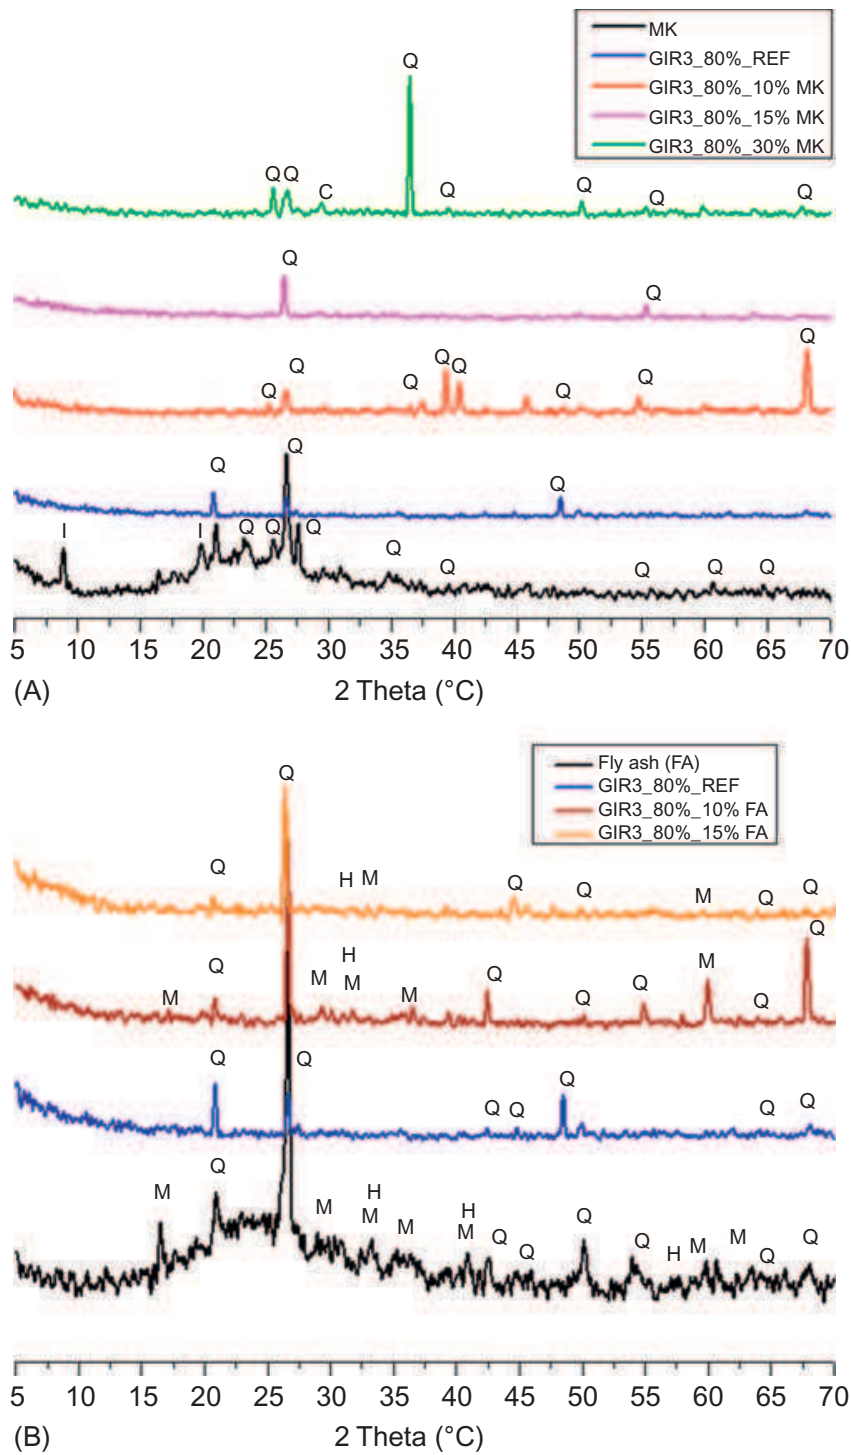 MK
GIR3_80%_REF
GIR3_80%_10% MK
GIR3_80%_15% MK
GIR3_80%_30% MK
Q
Q Q C Q Q Q Q
Q Q
Q Q Q Q Q Q Q Q
Q Q Q
I I Q Q Q Q Q Q Q Q
5 10 15 20 25 30 35 40 45 50 55 60 65 70
(A) 2 Theta (°C)
Fly ash (FA)
GIR3_80%_REF
GIR3_80%_10% FA
GIR3_80%_15% FA
Q
Q H M Q Q M Q Q
M Q M H M M Q Q Q M Q Q
Q Q Q Q Q Q Q
M Q M H M M H M Q Q Q Q H M M Q Q
5 10 15 20 25 30 35 40 45 50 55 60 65 70
(B) 2 Theta (°C)